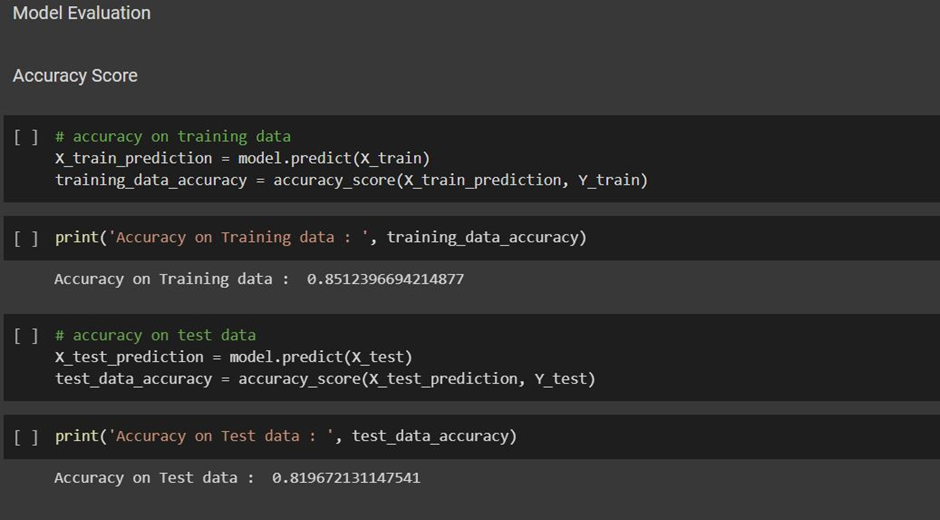 Model Evaluation
Accuracy Score
[ ] # accuracy on training data
X_train_prediction = model.predict(X_train)
training_data_accuracy = accuracy_score(X_train_prediction, Y_train)
[ ] print('Accuracy on Training data : ', training_data_accuracy)
Accuracy on Training data :  0.8512396694214877
[ ] # accuracy on test data
X_test_prediction = model.predict(X_test)
test_data_accuracy = accuracy_score(X_test_prediction, Y_test)
[ ] print('Accuracy on Test data : ', test_data_accuracy)
Accuracy on Test data :  0.819672131147541